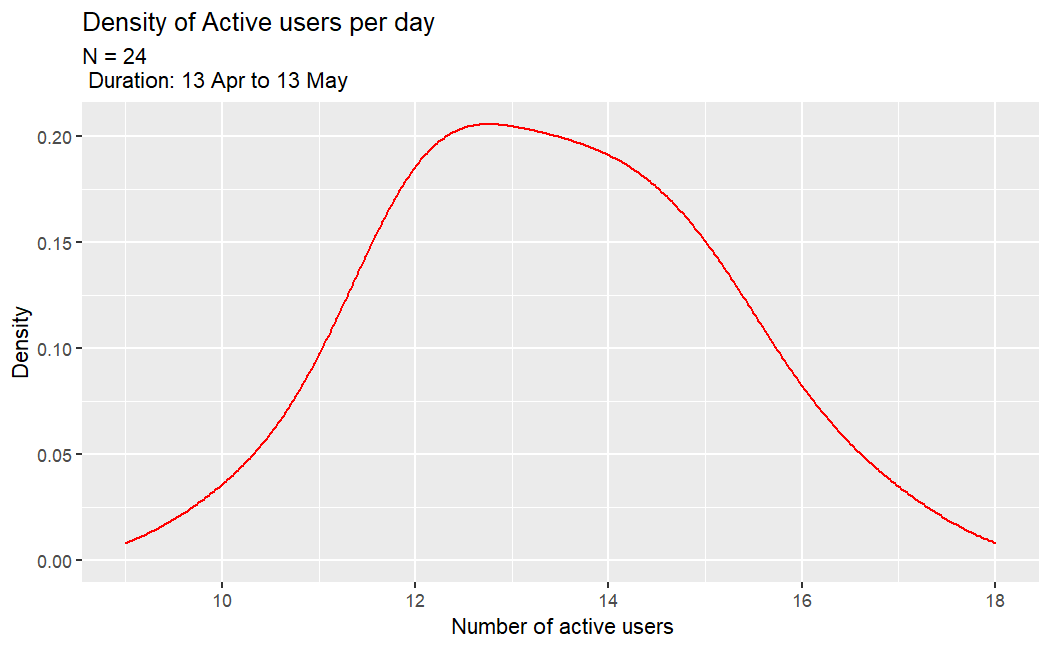 Density of Active users per day
N = 24
Duration: 13 Apr to 13 May
0.20
0.15
0.10
0.05
0.00
Density
10 12 14 16 18
Number of active users